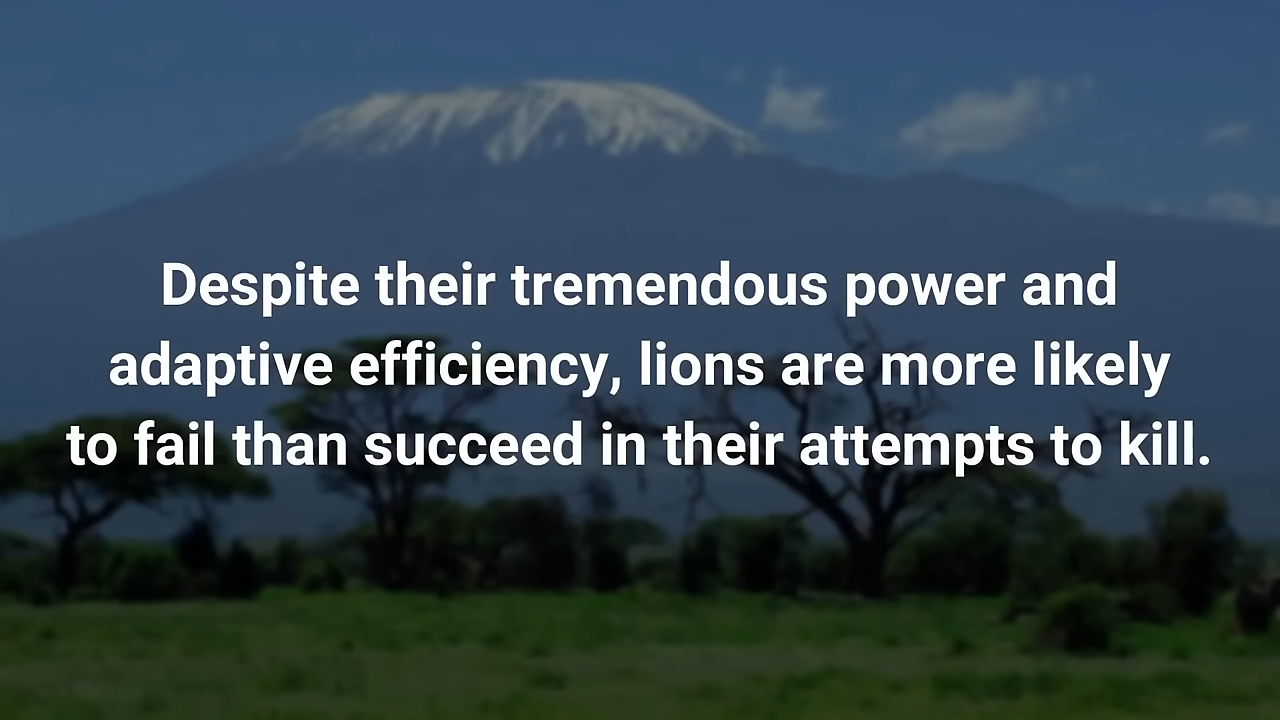 Despite their tremendous power and
adaptive efficiency, lions are more likely
to fail than succeed in their attempts to kill.